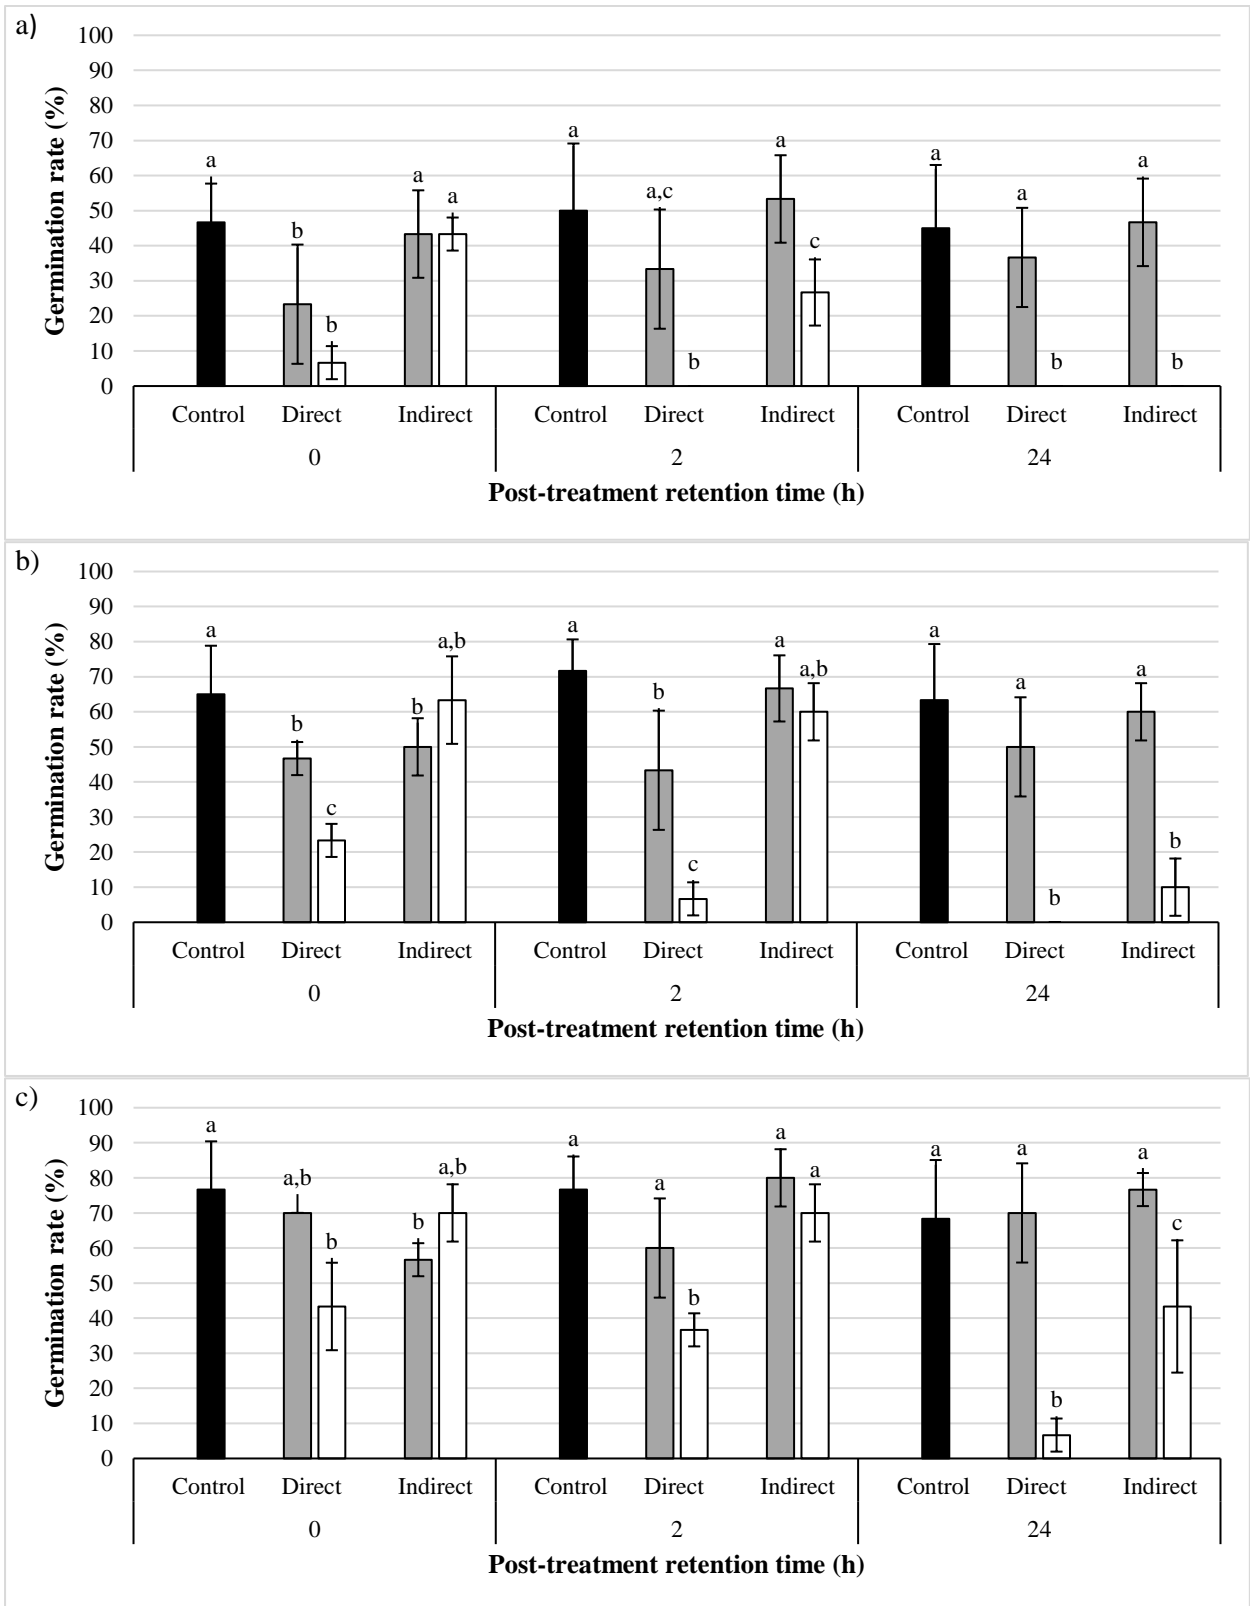 a)
Germination rate (%)
100
90
80
70
60
50
40
30
20
10
0
a b b a a a a,c b a c a a b a b
Control Direct Indirect Control Direct Indirect Control Direct Indirect
0 2 24
Post-treatment retention time (h)
b)
Germination rate (%)
100
90
80
70
60
50
40
30
20
10
0
a b c b a,b a b c a a,b a a b a b
Control Direct Indirect Control Direct Indirect Control Direct Indirect
0 2 24
Post-treatment retention time (h)
c)
Germination rate (%)
100
90
80
70
60
50
40
30
20
10
0
a a,b b b a,b a a b a a a a b a c
Control Direct Indirect Control Direct Indirect Control Direct Indirect
0 2 24
Post-treatment retention time (h)